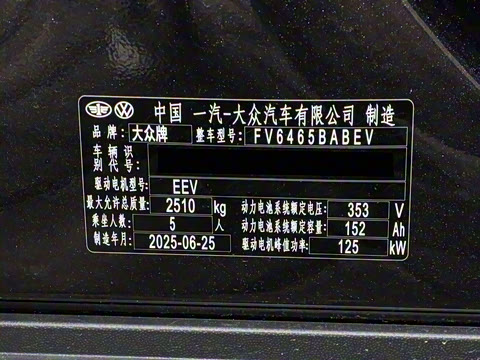 中国 一汽-大众汽车有限公司 制造
品牌: 大众牌 整车型号: FV6465BABEV
车辆识别代号:
驱动电机型号: EEV
最大允许总质量: 2510 kg 动力电池系统额定电压: 353 V
乘坐人数: 5 人 动力电池系统额定容量: 152 Ah
制造年月: 2025-06-25 驱动电机峰值功率: 125 kW